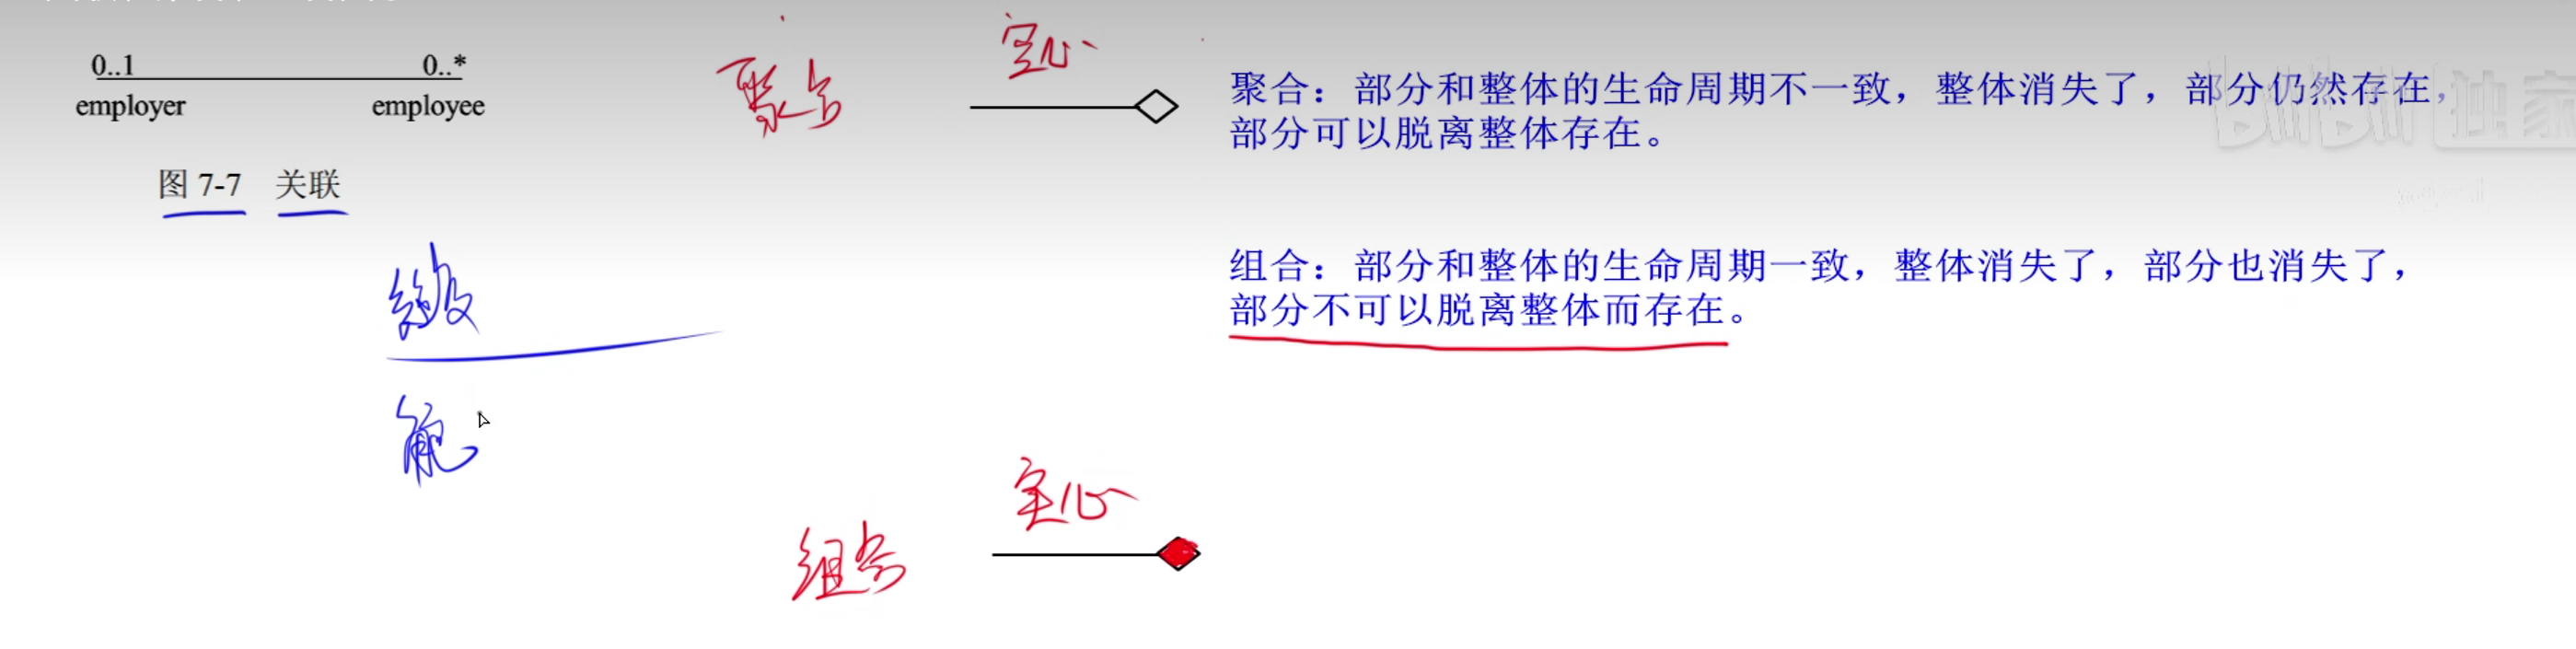 0..1 0..*
employer employee
图 7-7 关联
聚合
空心
聚合：部分和整体的生命周期不一致，整体消失了，部分仍然存在，
部分可以脱离整体存在。
组合：部分和整体的生命周期一致，整体消失了，部分也消失了，
部分不可以脱离整体而存在。
实心
组合
bilibili 独家